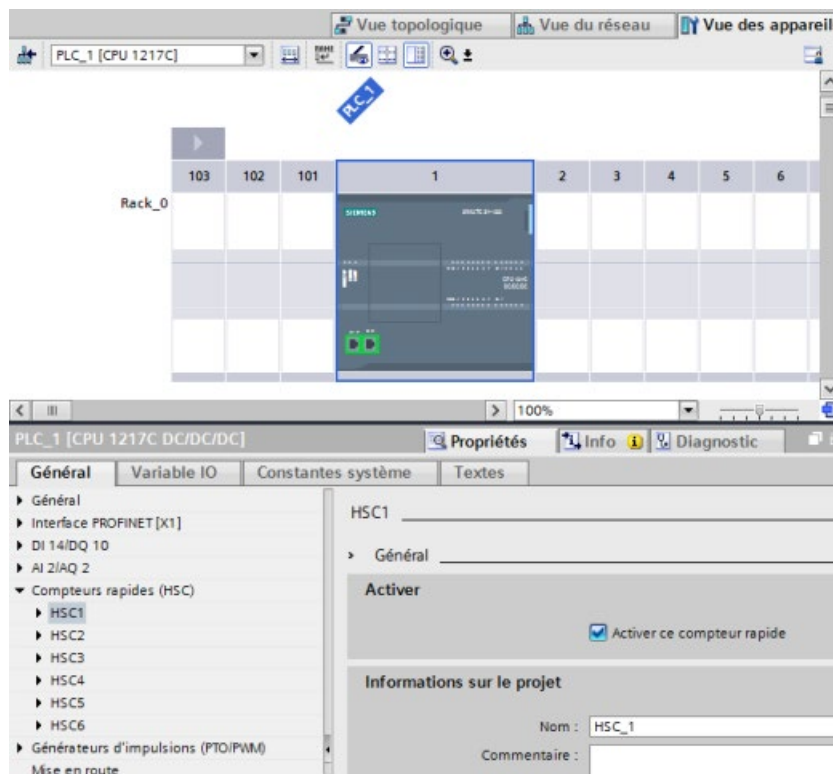 Vue topologique Vue du réseau Vue des appareil
PLC_1 [CPU 1217C]
PLC_1
103 102 101 1 2 3 4 5 6
Rack_0
SIEMENS
100%
PLC_1 [CPU 1217C DC/DC/DC] Propriétés Info Diagnostic
Général Variable IO Constantes système Textes
Général
Interface PROFINET [X1]
DI 14/DQ 10
AI 2/AQ 2
Compteurs rapides (HSC)
HSC1
HSC2
HSC3
HSC4
HSC5
HSC6
Générateurs d'impulsions (PTO/PWM)
Mise en route
HSC1
Général
Activer
Activer ce compteur rapide
Informations sur le projet
Nom : HSC_1
Commentaire :